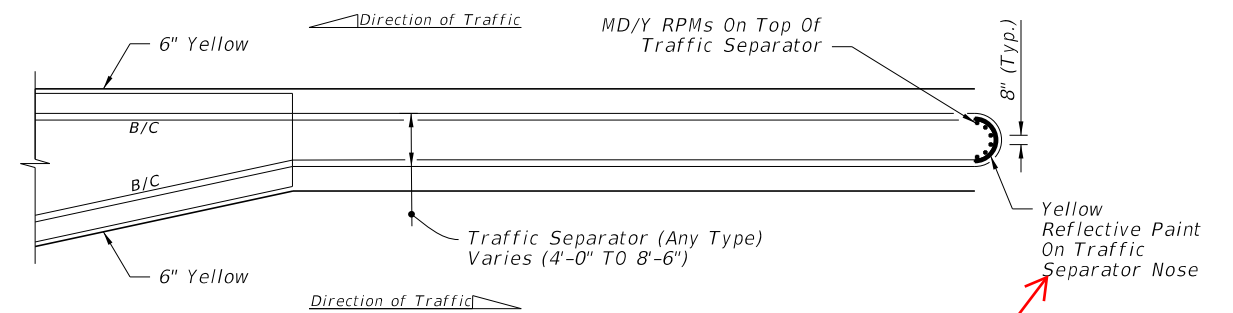 Direction of Traffic
MD/Y RPMs On Top Of
Traffic Separator
6" Yellow
8" (Typ.)
B/C
B/C
Yellow
Reflective Paint
On Traffic
Separator Nose
Traffic Separator (Any Type)
Varies (4'-0" TO 8'-6")
6" Yellow
Direction of Traffic